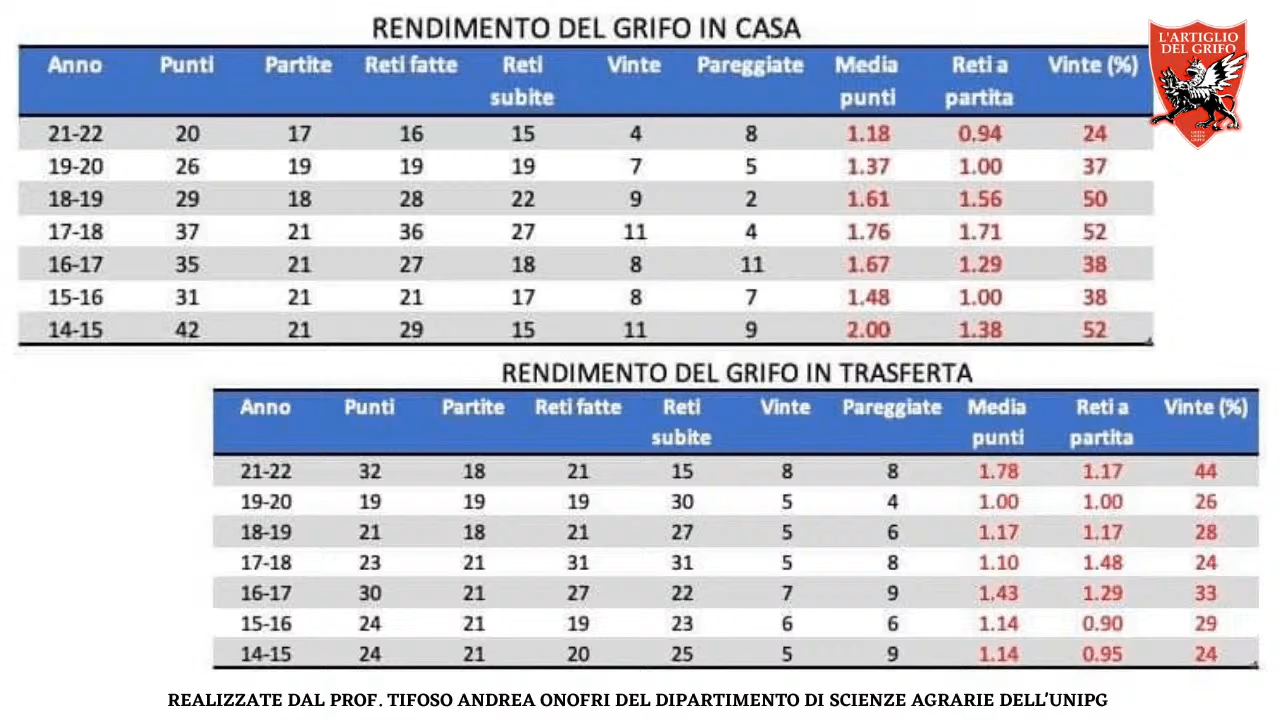 RENDIMENTO DEL GRIFO IN CASA
L'ARTIGLIO
DEL GRIFO
Anno Punti Partite Reti fatte Reti subite Vinte Pareggiate Media punti Reti a partita Vinte (%)
21-22 20 17 16 15 4 8 1.18 0.94 24
19-20 26 19 19 19 7 5 1.37 1.00 37
18-19 29 18 28 22 9 2 1.61 1.56 50
17-18 37 21 36 27 11 4 1.76 1.71 52
16-17 35 21 27 18 8 11 1.67 1.29 38
15-16 31 21 21 17 8 7 1.48 1.00 38
14-15 42 21 29 15 11 9 2.00 1.38 52
RENDIMENTO DEL GRIFO IN TRASFERTA
Anno Punti Partite Reti fatte Reti subite Vinte Pareggiate Media punti Reti a partita Vinte (%)
21-22 32 18 21 15 8 8 1.78 1.17 44
19-20 19 19 19 30 5 4 1.00 1.00 26
18-19 21 18 21 27 5 6 1.17 1.17 28
17-18 23 21 31 31 5 8 1.10 1.48 24
16-17 30 21 27 22 7 9 1.43 1.29 33
15-16 24 21 19 23 6 6 1.14 0.90 29
14-15 24 21 20 25 5 9 1.14 0.95 24
REALIZZATE DAL PROF. TIFOSO ANDREA ONOFRI DEL DIPARTIMENTO DI SCIENZE AGRARIE DELL'UNIPG